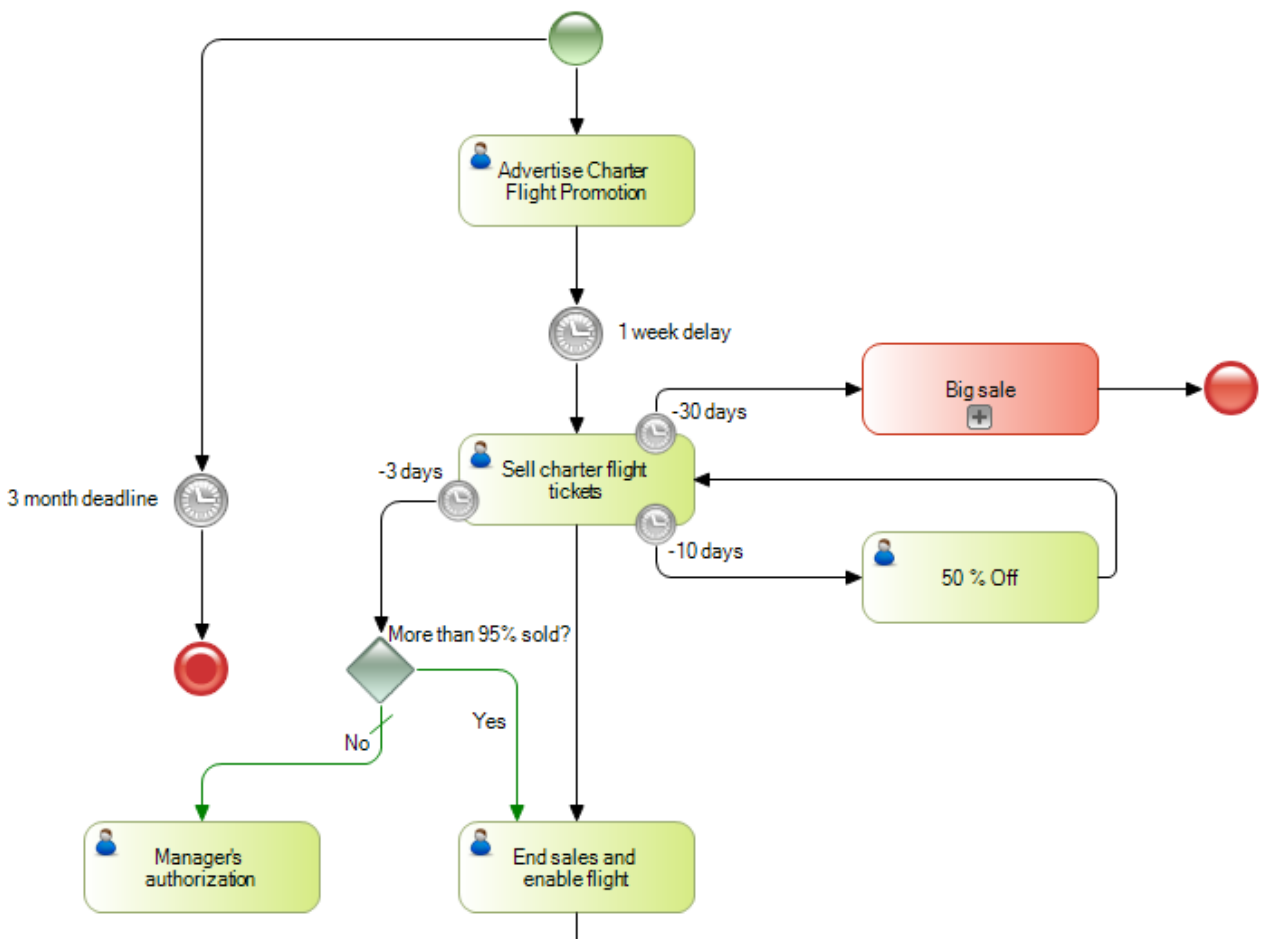 Advertise Charter
Flight Promotion
1 week delay
Big sale
-30 days
-3 days
Sell charter flight
tickets
3 month deadline
-10 days
50 % Off
More than 95% sold?
Yes
No
Manager's
authorization
End sales and
enable flight